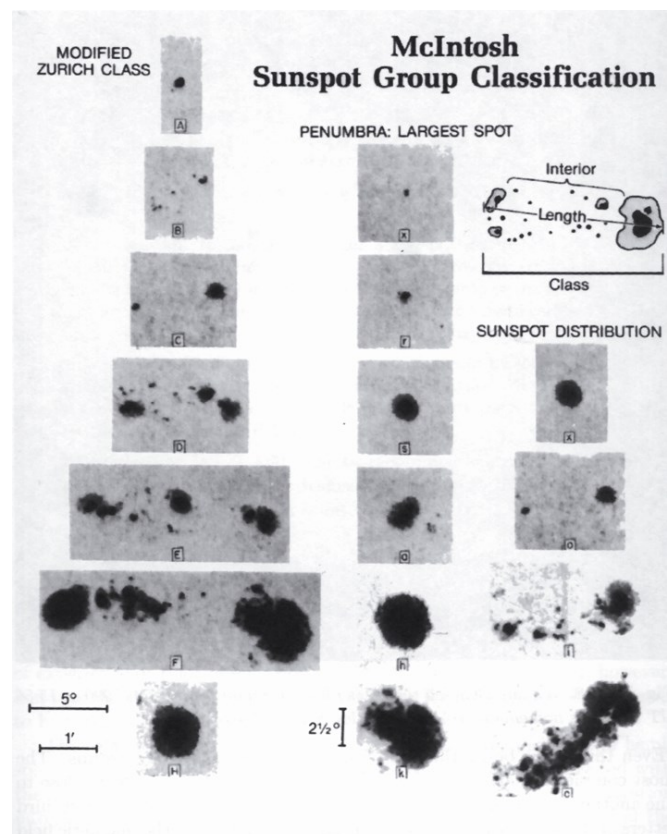 McIntosh
Sunspot Group Classification
MODIFIED
ZURICH CLASS
A
B
C
D
E
F
H
5°
1'
PENUMBRA: LARGEST SPOT
x
r
s
a
h
k
2½°
Interior
Length
Class
SUNSPOT DISTRIBUTION
x
o
i
c